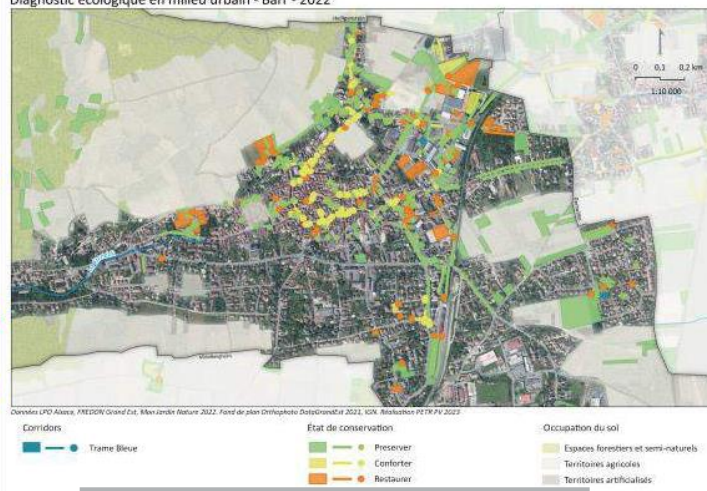 Diagnostic écologique en milieu urbain - Barr - 2022
0 0,1 0,2 km
1:10 000
Données LPO Alsace, FREDON Grand Est, Mon Jardin Nature 2022. Fond de plan Orthophoto DataGrandEst 2021, IGN. Réalisation PETR PV 2023
Corridors
Trame Bleue
État de conservation
Préserver
Conforter
Restaurer
Occupation du sol
Espaces forestiers et semi-naturels
Territoires agricoles
Territoires artificialisés